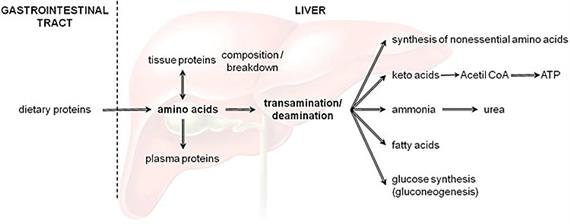 GASTROINTESTINAL
TRACT
LIVER
tissue proteins
composition /
breakdown
dietary proteins
amino acids
transamination/
deamination
plasma proteins
synthesis of nonessential amino acids
keto acids
Acetil CoA
ATP
ammonia
urea
fatty acids
glucose synthesis
(gluconeogenesis)